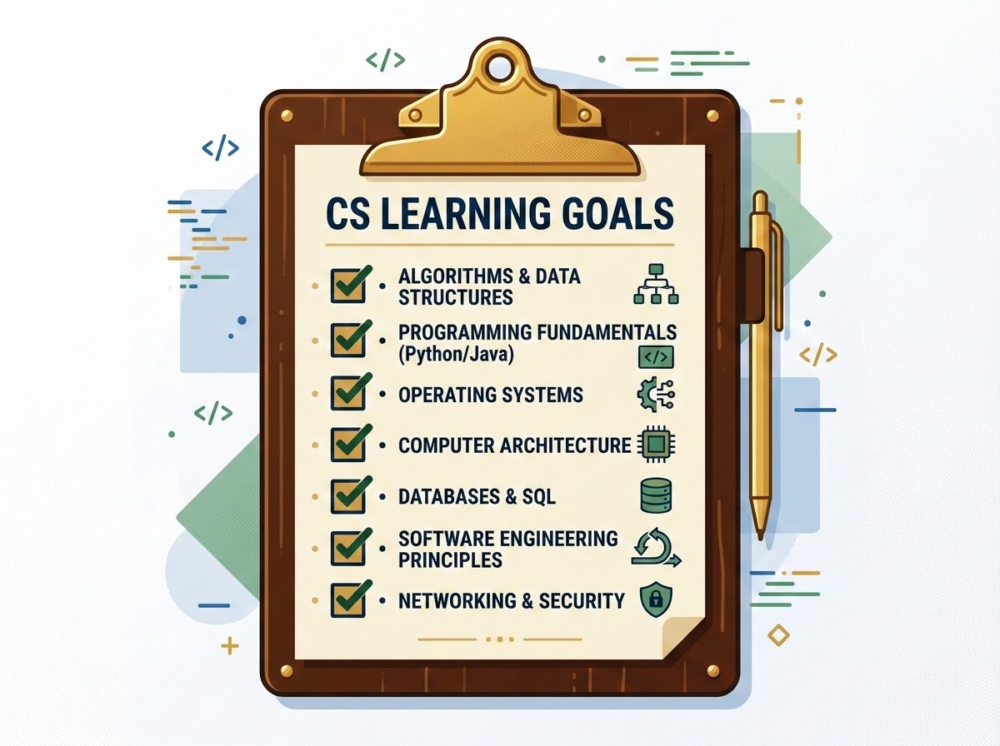 </>
</>
CS LEARNING GOALS
• ALGORITHMS & DATA
STRUCTURES
• PROGRAMMING FUNDAMENTALS
(Python/Java)
</>
</>
• OPERATING SYSTEMS
</>
• COMPUTER ARCHITECTURE
• DATABASES & SQL
• SOFTWARE ENGINEERING
PRINCIPLES
• NETWORKING & SECURITY